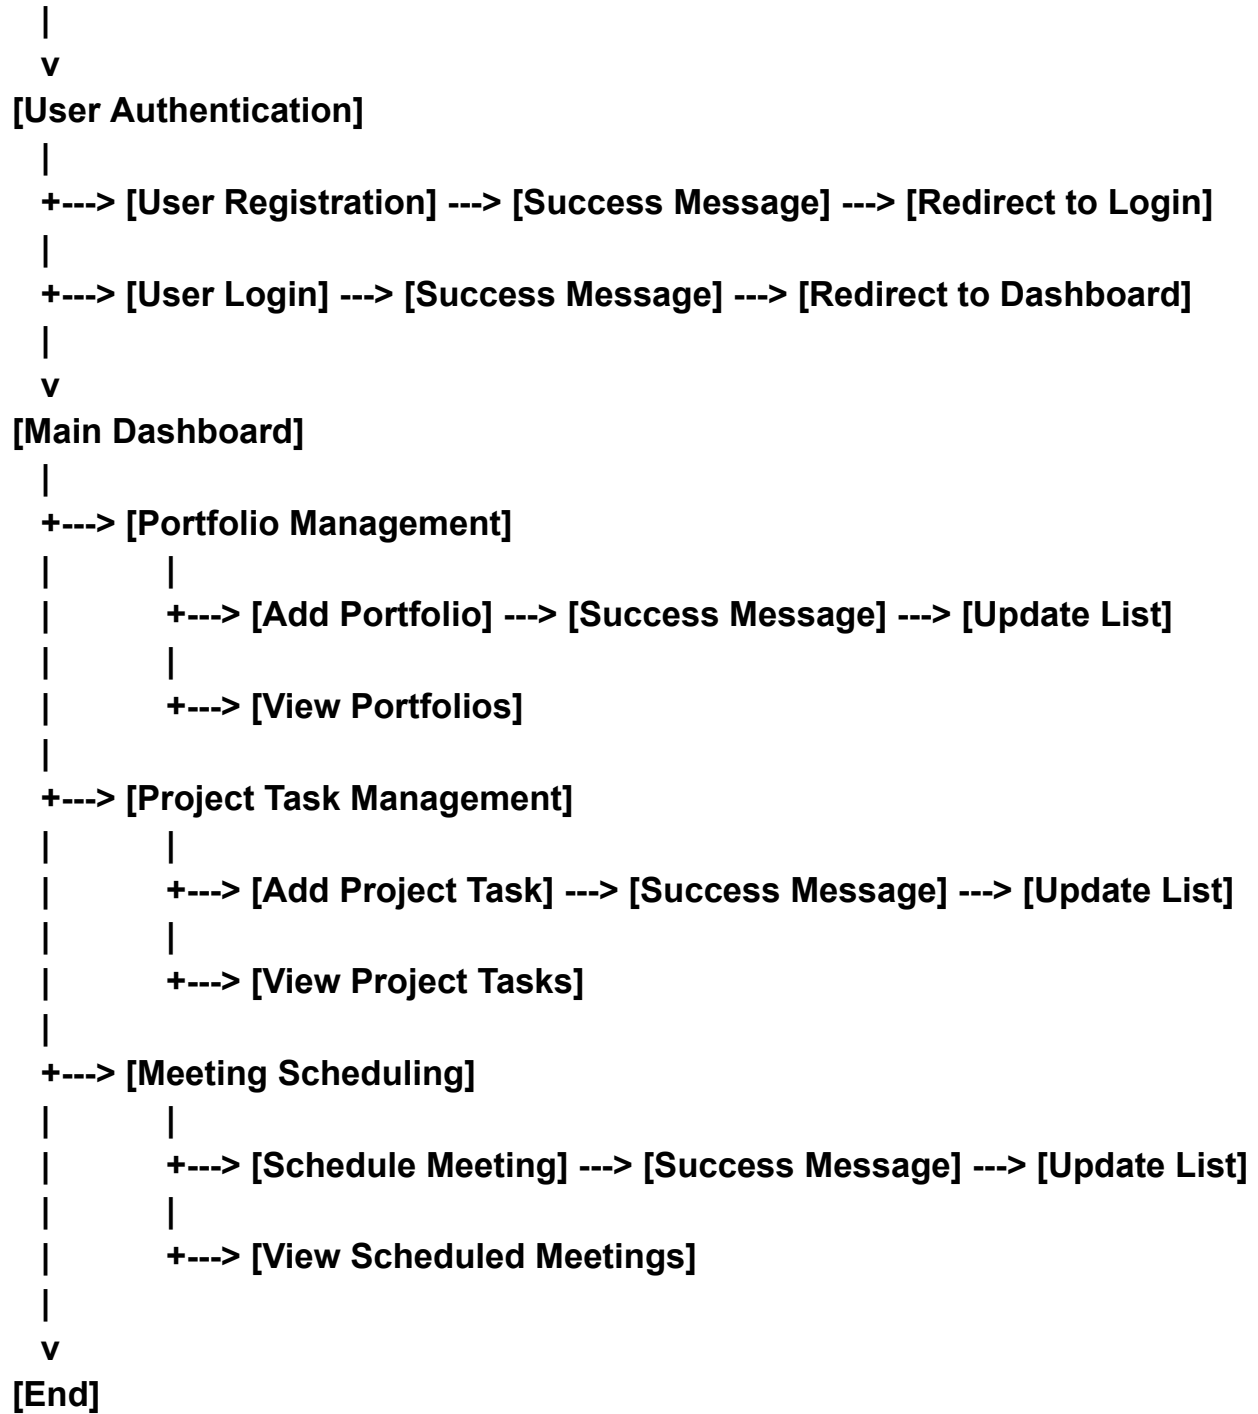 |
v
[User Authentication]
|
+---> [User Registration] ---> [Success Message] ---> [Redirect to Login]
|
+---> [User Login] ---> [Success Message] ---> [Redirect to Dashboard]
|
v
[Main Dashboard]
|
+---> [Portfolio Management]
| |
| +---> [Add Portfolio] ---> [Success Message] ---> [Update List]
| |
| +---> [View Portfolios]
|
+---> [Project Task Management]
| |
| +---> [Add Project Task] ---> [Success Message] ---> [Update List]
| |
| +---> [View Project Tasks]
|
+---> [Meeting Scheduling]
| |
| +---> [Schedule Meeting] ---> [Success Message] ---> [Update List]
| |
| +---> [View Scheduled Meetings]
|
v
[End]